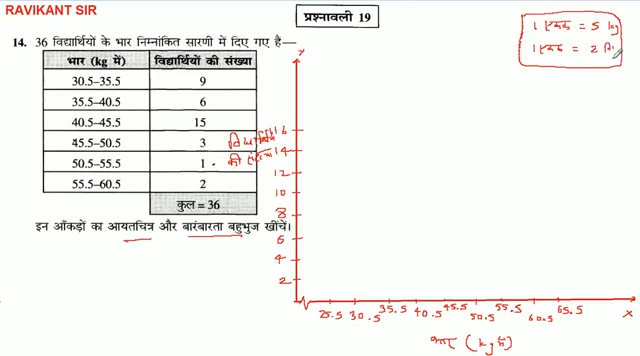 RAVIKANT SIR
प्रश्नावली 19
14. 36 विद्यार्थियों के भार निम्नांकित सारणी में दिए गए हैं—
भार (kg में) विद्यार्थियों की संख्या
30.5–35.5 9
35.5–40.5 6
40.5–45.5 15
45.5–50.5 3
50.5–55.5 1
55.5–60.5 2
कुल = 36
इन आँकड़ों का आयतचित्र और बारंबारता बहुभुज खींचें।
1 = 5 kg
1 = 2
Y
की
16
14
12
10
8
6
4
2
25.5 30.5 35.5 40.5 45.5 50.5 55.5 60.5 65.5
X
भार (kg में)